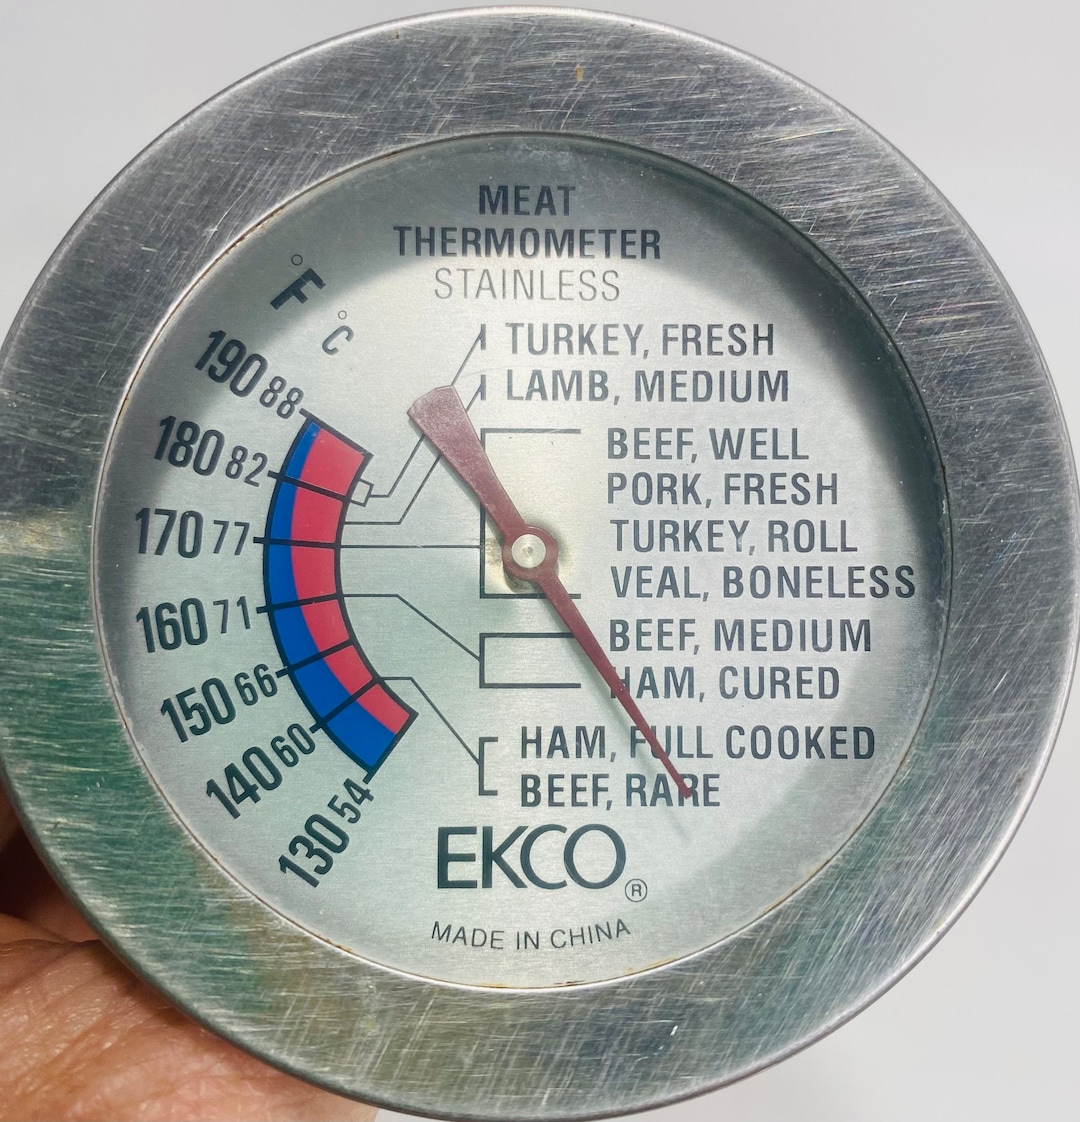 MEAT
THERMOMETER
STAINLESS
°F °C
TURKEY, FRESH
LAMB, MEDIUM
BEEF, WELL
PORK, FRESH
TURKEY, ROLL
VEAL, BONELESS
BEEF, MEDIUM
HAM, CURED
HAM, FULL COOKED
BEEF, RARE
190 88
180 82
170 77
160 71
150 66
140 60
130 54
EKCO®
MADE IN CHINA